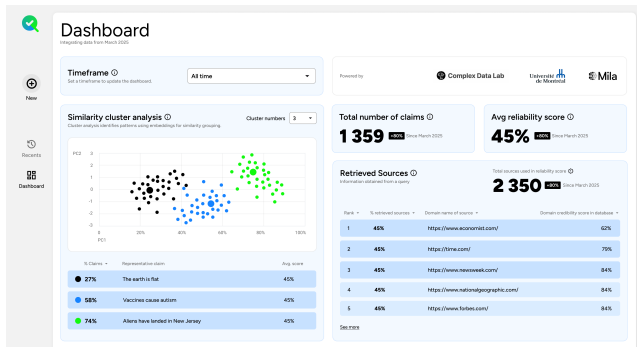 Dashboard
Integrating data from March 2025
New
Recents
Dashboard
Timeframe
Set a timeframe to update the dashboard.
All time
Powered by
Complex Data Lab
Université
de Montréal
Mila
Similarity cluster analysis
Cluster analysis identifies patterns using embeddings for similarity grouping.
Cluster numbers 3
PC2
3
2
1
0
-1
-2
-3
0 20% 40% 60% 80% 100%
PC1
% Claims Representative claim Avg. score
27% The earth is flat 45%
58% Vaccines cause autism 45%
74% Aliens have landed in New Jersey 45%
Total number of claims
1 359 +80% Since March 2025
Avg reliability score
45% +80% Since March 2025
Retrieved Sources
Information obtained from a query.
Total sources used in reliability score
2 350 +80% Since March 2025
Rank % retrieved sources Domain name of source Domain credibility score in database
1 45% https://www.economist.com/ 62%
2 45% https://time.com/ 79%
3 45% https://www.newsweek.com/ 84%
4 45% https://www.nationalgeographic.com/ 84%
5 45% https://www.forbes.com/ 84%
See more